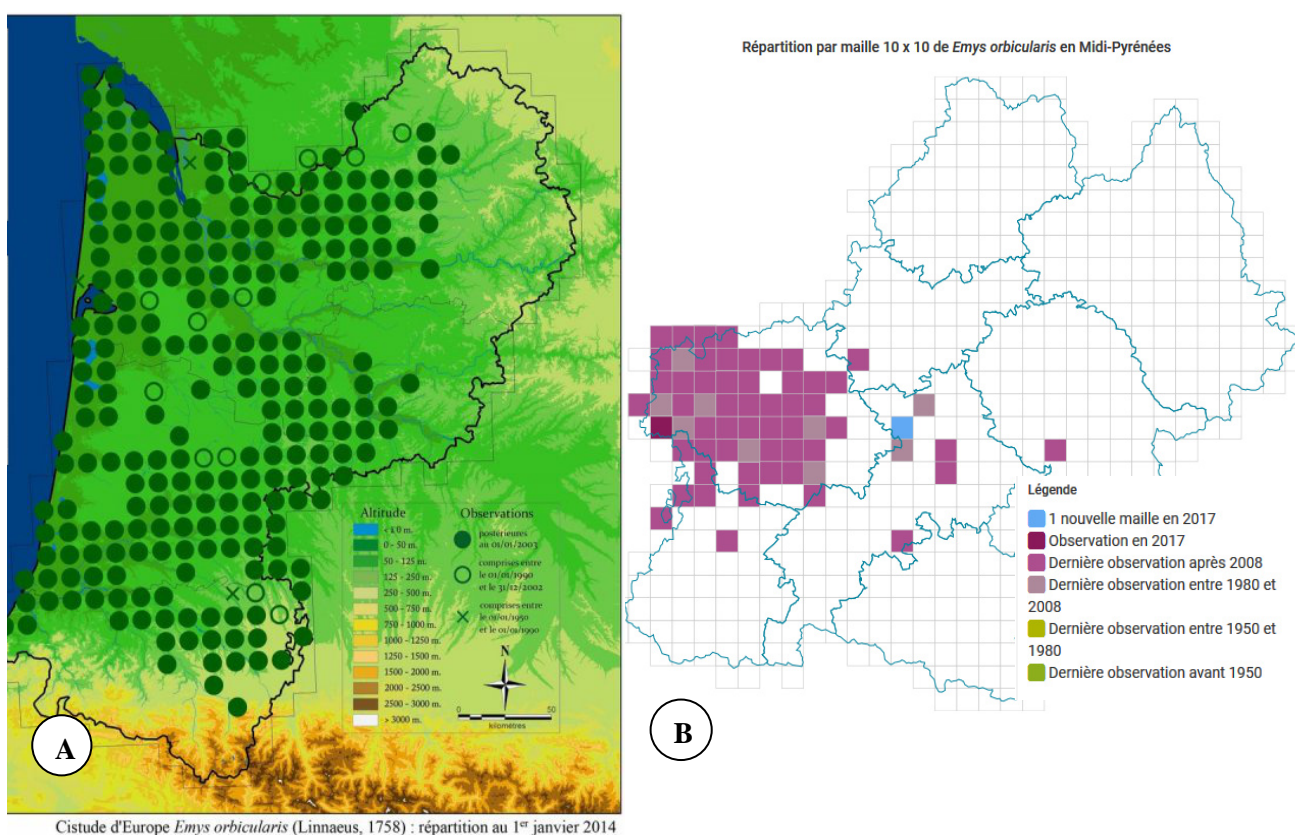 Altitude
< 1 0 m.
0 - 50 m.
50 - 125 m.
125 - 250 m.
250 - 500 m.
500 - 750 m.
750 - 1000 m.
1000 - 1250 m.
1250 - 1500 m.
1500 - 2000 m.
2000 - 2500 m.
2500 - 3000 m.
> 3000 m.
Observations
postérieures
au 01/01/2003
comprises entre
le 01/01/1990
et le 31/12/2002
comprises entre
le 01/01/1950
et le 01/01/1990
N
0
50
kilomètres
A
Cistude d'Europe Emys orbicularis (Linnaeus, 1758) : répartition au 1er janvier 2014
Répartition par maille 10 x 10 de Emys orbicularis en Midi-Pyrénées
Légende
1 nouvelle maille en 2017
Observation en 2017
Dernière observation après 2008
Dernière observation entre 1980 et
2008
Dernière observation entre 1950 et
1980
Dernière observation avant 1950
B